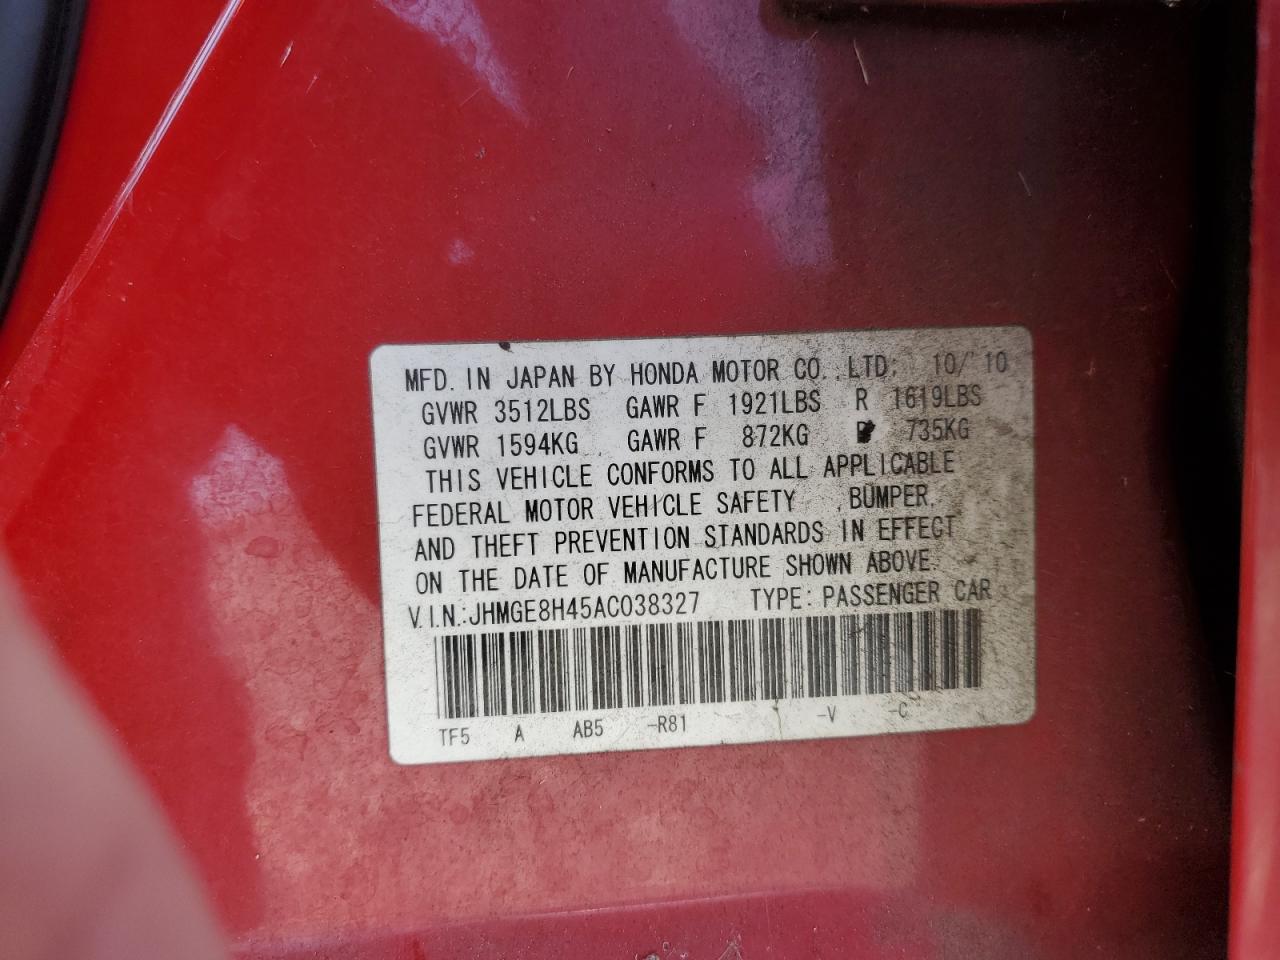 MFD. IN JAPAN BY HONDA MOTOR CO., LTD. 10/'10
GVWR 3512LBS GAWR F 1921LBS R 1619LBS
GVWR 1594KG GAWR F 872KG 735KG
THIS VEHICLE CONFORMS TO ALL APPLICABLE
FEDERAL MOTOR VEHICLE SAFETY , BUMPER,
AND THEFT PREVENTION STANDARDS IN EFFECT
ON THE DATE OF MANUFACTURE SHOWN ABOVE.
V.I.N.:JHMGE8H45AC038327 TYPE: PASSENGER CAR
TF5 A AB5 -R81 -V -C